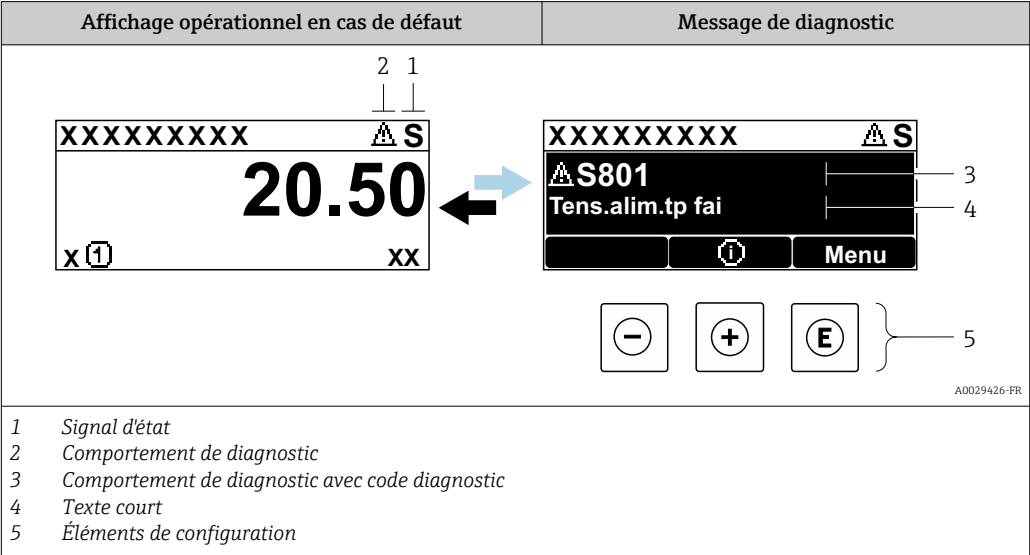 Affichage opérationnel en cas de défaut
Message de diagnostic
2 1
XXXXXXXXX ⚠ S
20.50
x ① xx
XXXXXXXXX ⚠ S
⚠S801
Tens.alim.tp fai
ⓘ Menu
3
4
− + E
5
A0029426-FR
1 Signal d'état
2 Comportement de diagnostic
3 Comportement de diagnostic avec code diagnostic
4 Texte court
5 Éléments de configuration